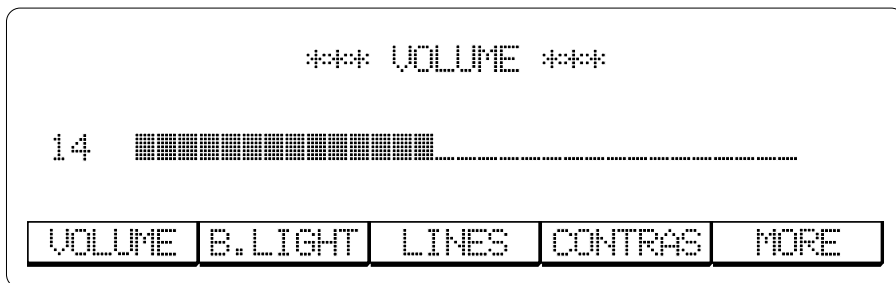 *** VOLUME ***
14
VOLUME B.LIGHT LINES CONTRAS MORE